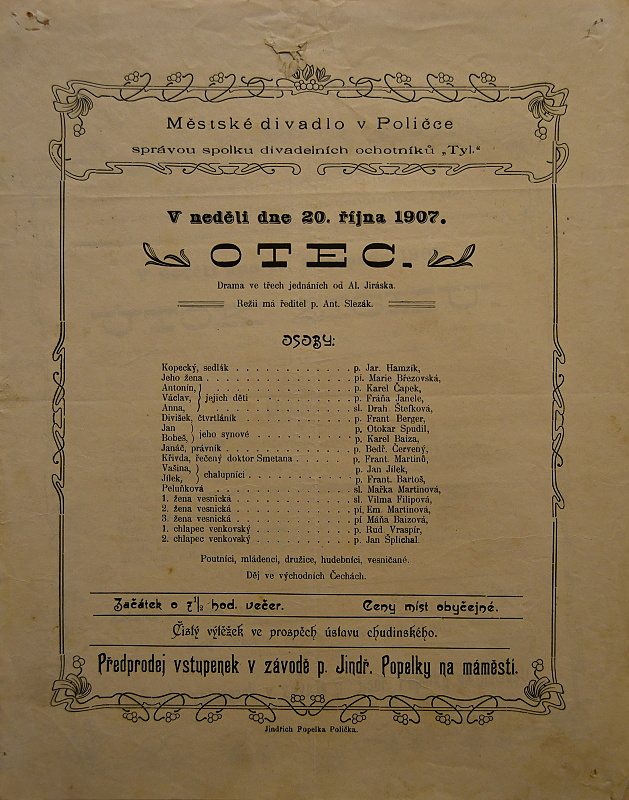 Městské divadlo v Poličce
správou spolku divadelních ochotníků „Tyl.“
V neděli dne 20. října 1907.
OTEC.
Drama ve třech jednáních od Al. Jiráska.
Režii má ředitel p. Ant. Slezák.
OSOBY:
Kopecký, sedlák . . . . . . . . . . . . p. Jar. Hamzík,
Jeho žena . . . . . . . . . . . . . . . pí. Marie Březovská,
Antonín, } . . . . . . . . . . . . p. Karel Čapek,
Václav, } jejich děti . . . . . . . . . . p. Fráňa Janele,
Anna, } . . . . . . . . . . . . sl. Drah. Štefková,
Divišek, čtvrtláník . . . . . . . . . . . p. Frant Berger,
Jan } jeho synové . . . . . . . . . . p. Otokar Spudil,
Bobeš, } p. Karel Baiza,
Janáč, právník . . . . . . . . . . . . p. Bedř. Červený,
Křivda, řečený doktor Smetana . . . . p. Frant. Martinů,
Vašina, } chalupníci . . . . . . . . . . p. Jan Jílek,
Jílek, } p. Frant. Bartoš,
Peluňková . . . . . . . . . . . . sl. Mařka Martinová,
1. žena vesnická . . . . . . . . . . sl. Vilma Filipová,
2. žena vesnická . . . . . . . . . . pí, Em. Martinová,
3. žena vesnická . . . . . . . . . . pí Máňa Baizová,
1. chlapec venkovský . . . . . . . . p. Rud. Vraspír,
2. chlapec venkovský . . . . . . . . p. Jan Šplíchal.
Poutníci, mládenci, družice, hudebníci, vesničané.
Děj ve východních Čechách.
Začátek o 7½ hod. večer. Ceny míst obyčejné.
Čistý výtěžek ve prospěch ústavu chudinského.
Předprodej vstupenek v závodě p. Jindř. Popelky na máměstí.
Jindřich Popelka Polička.